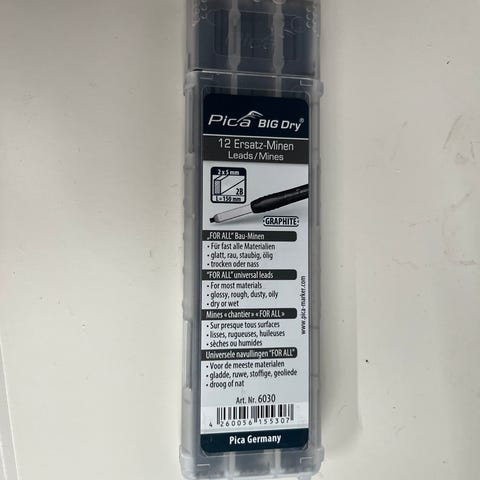 Pica BIG Dry®
12 Ersatz-Minen
Leads/Mines
2 x 5 mm
2B
L = 150 mm
GRAPHITE
„FOR ALL“ Bau-Minen
• Für fast alle Materialien
• glatt, rau, staubig, ölig
• trocken oder nass
“FOR ALL” universal leads
• For most materials
• glossy, rough, dusty, oily
• dry or wet
Mines « chantier » « FOR ALL »
• Sur presque tous surfaces
• lisses, rugueuses, huileuses
• sèches ou humides
Universele navullingen “FOR ALL”
• Voor de meeste materialen
• gladde, ruwe, stoffige, geoliede
• droog of nat
www.pica-marker.com
Art. Nr. 6030
4 260056 155307
Pica Germany